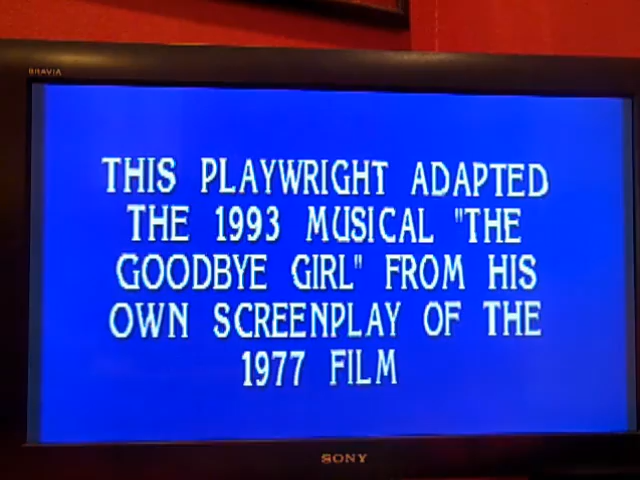 BRAVIA
THIS PLAYWRIGHT ADAPTED
THE 1993 MUSICAL "THE
GOODBYE GIRL" FROM HIS
OWN SCREENPLAY OF THE
1977 FILM
SONY